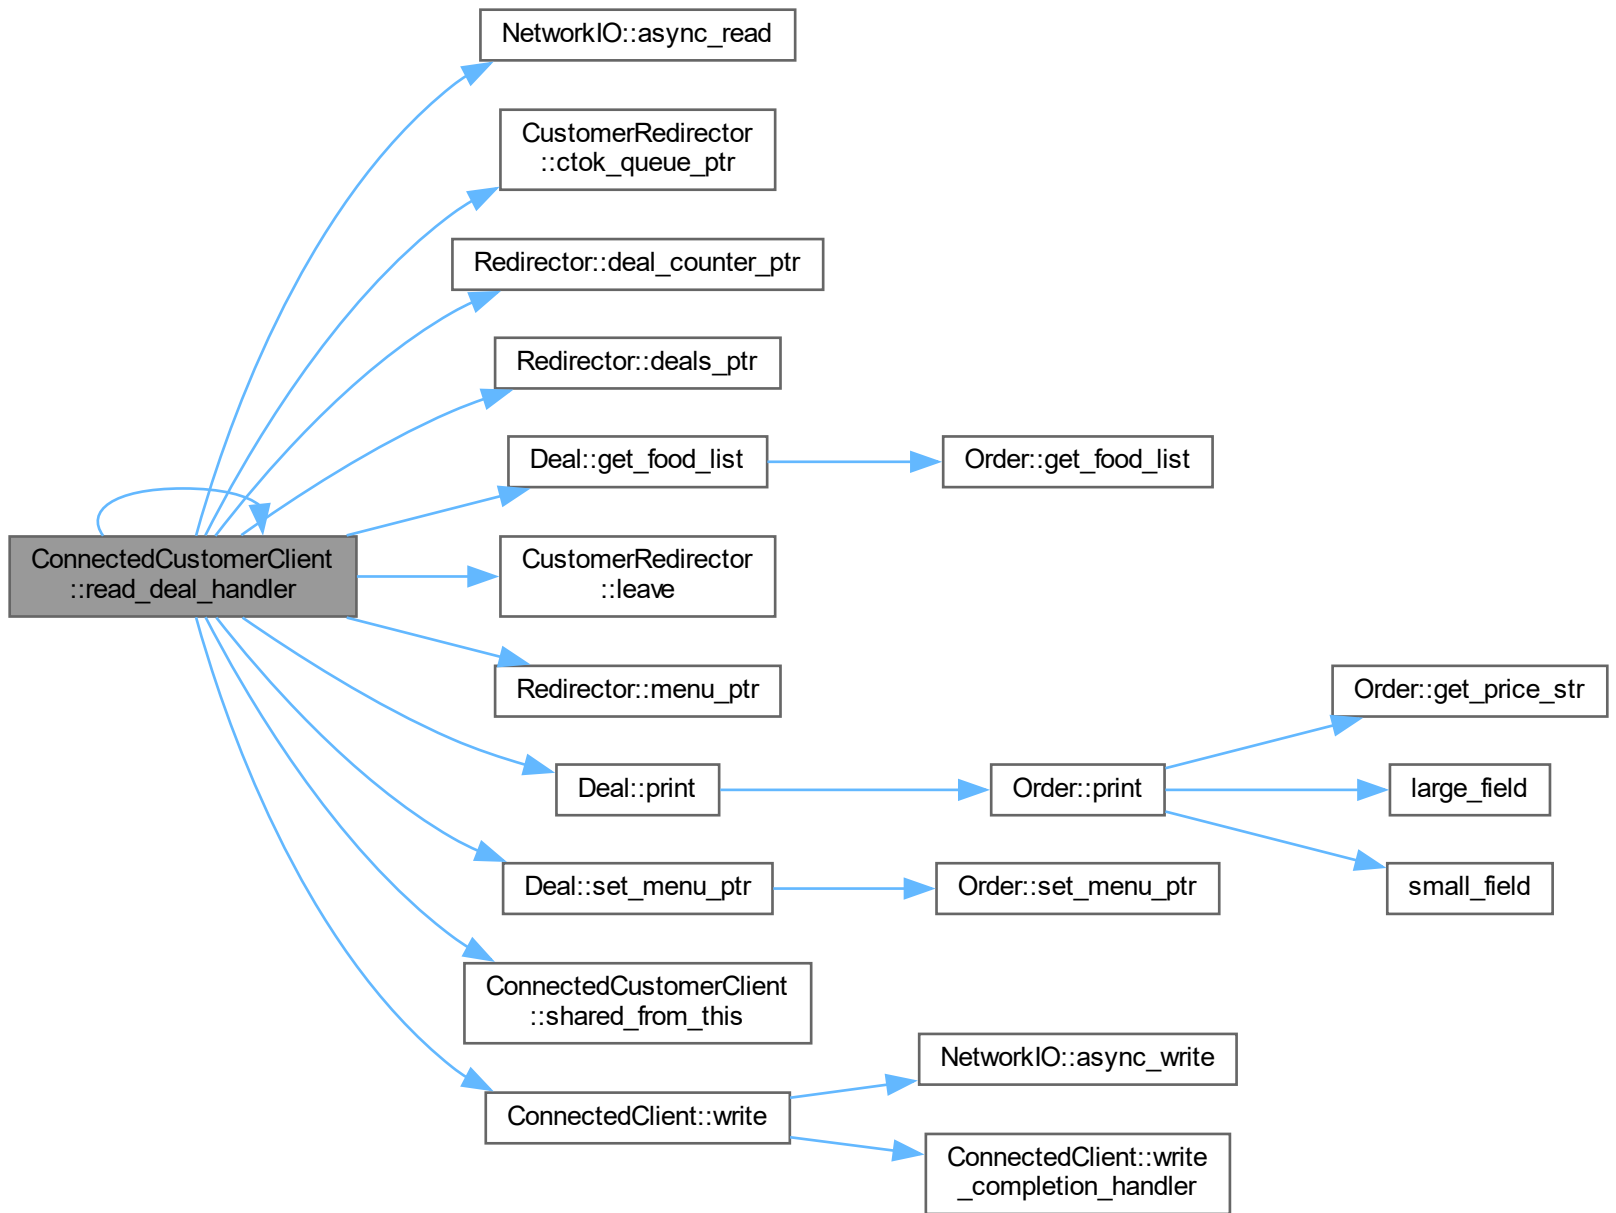 NetworkIO::async_read
CustomerRedirector
::ctok_queue_ptr
Redirector::deal_counter_ptr
Redirector::deals_ptr
Deal::get_food_list
Order::get_food_list
ConnectedCustomerClient
::read_deal_handler
CustomerRedirector
::leave
Redirector::menu_ptr
Order::get_price_str
Deal::print
Order::print
large_field
Deal::set_menu_ptr
Order::set_menu_ptr
small_field
ConnectedCustomerClient
::shared_from_this
NetworkIO::async_write
ConnectedClient::write
ConnectedClient::write
_completion_handler